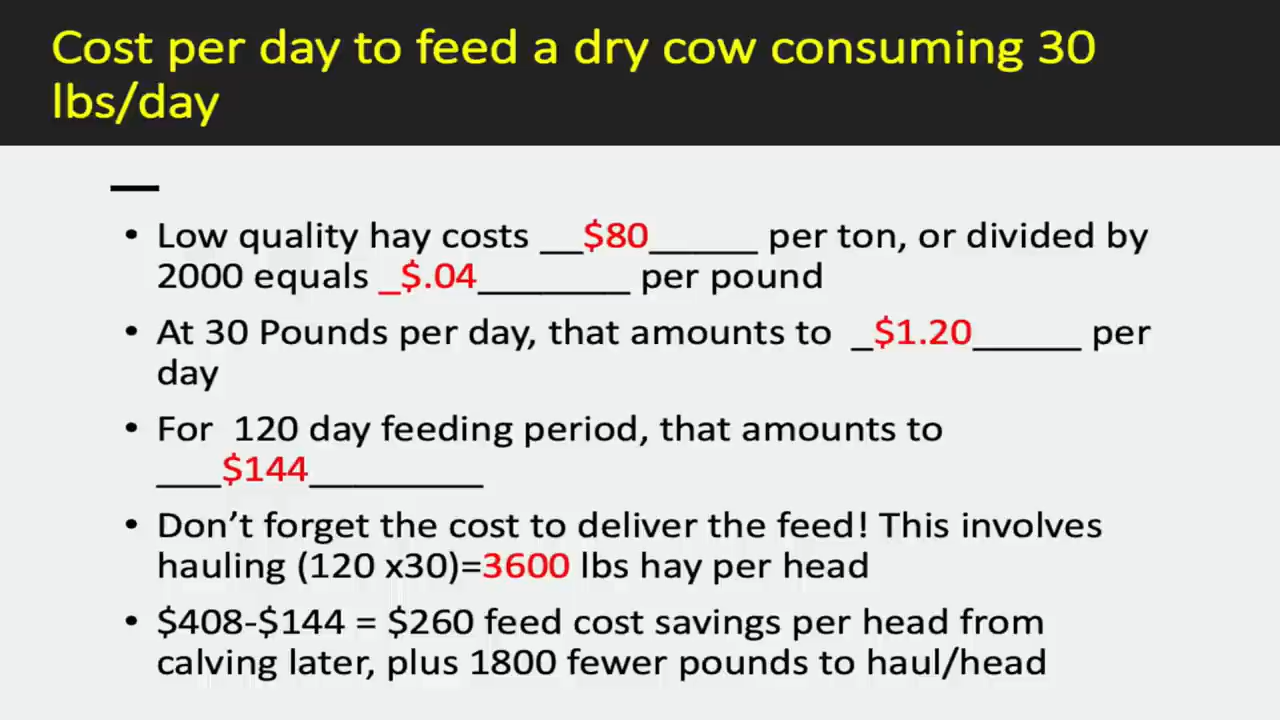 Cost per day to feed a dry cow consuming 30
lbs/day
• Low quality hay costs __$80_____ per ton, or divided by
2000 equals _$.04_______ per pound
• At 30 Pounds per day, that amounts to _$1.20_____ per
day
• For 120 day feeding period, that amounts to
___$144________
• Don’t forget the cost to deliver the feed! This involves
hauling (120 x30)=3600 lbs hay per head
• $408-$144 = $260 feed cost savings per head from
calving later, plus 1800 fewer pounds to haul/head